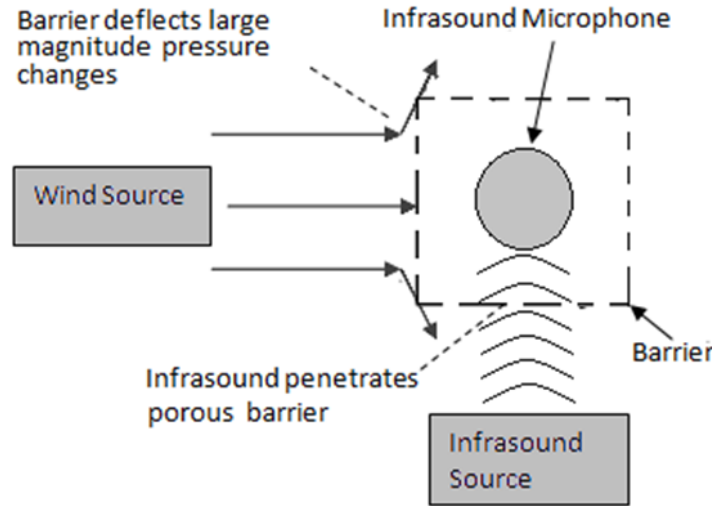 Barrier deflects large
magnitude pressure
changes
Infrasound Microphone
Wind Source
Barrier
Infrasound penetrates
porous barrier
Infrasound
Source